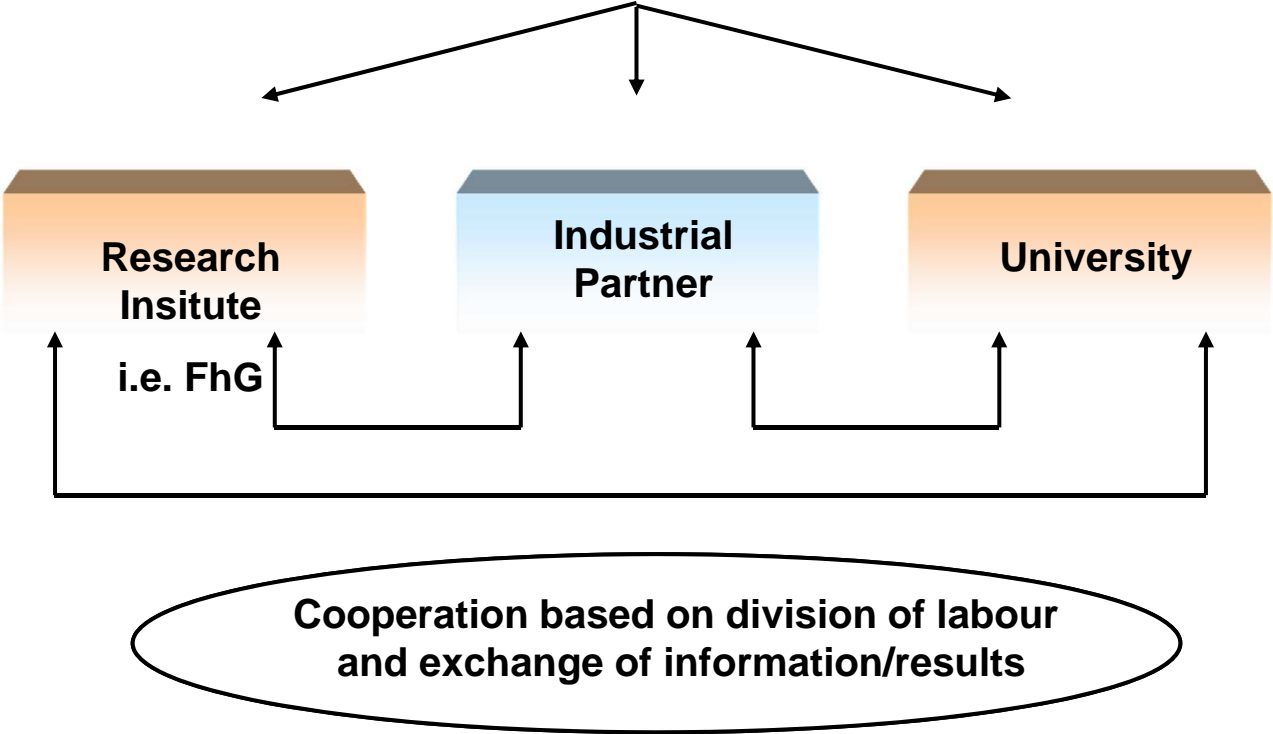 Research
Insitute
i.e. FhG
Industrial
Partner
University
Cooperation based on division of labour
and exchange of information/results